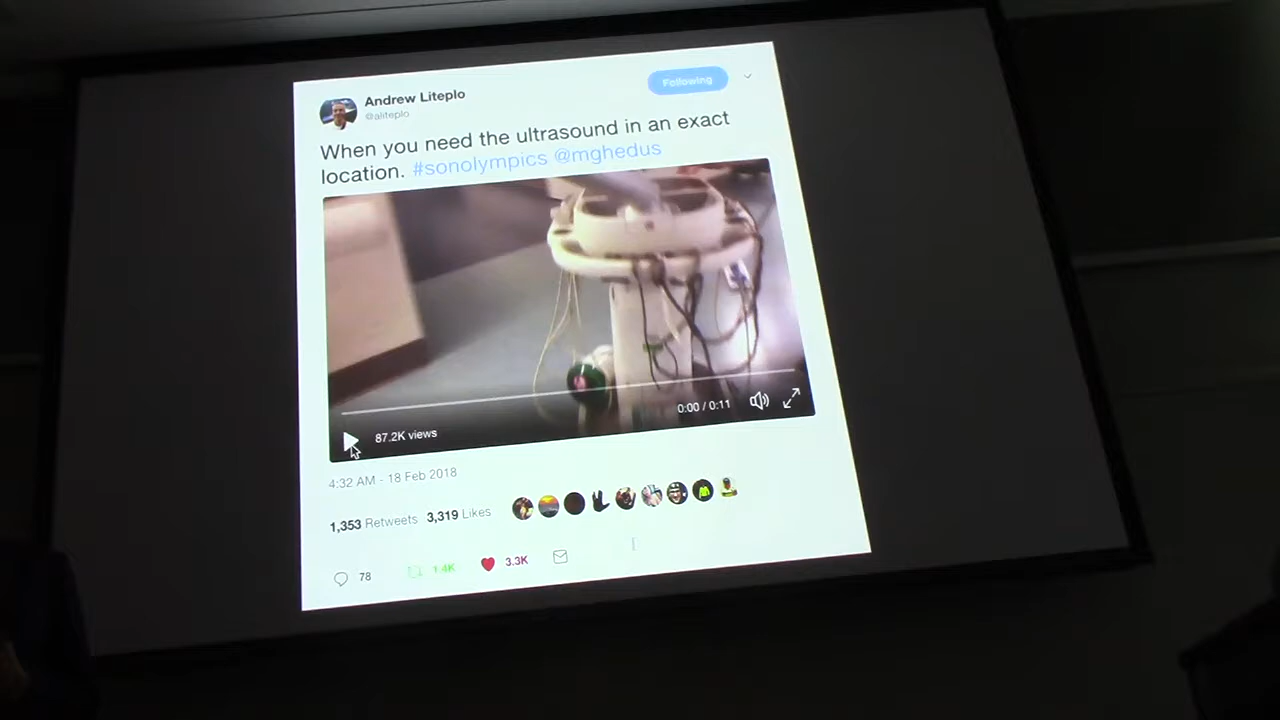 Andrew Liteplo
@aliteplo
Following
When you need the ultrasound in an exact
location. #sonolympics @mghedus
0:00 / 0:11
87.2K views
4:32 AM - 18 Feb 2018
1,353 Retweets 3,319 Likes
78 1.4K 3.3K